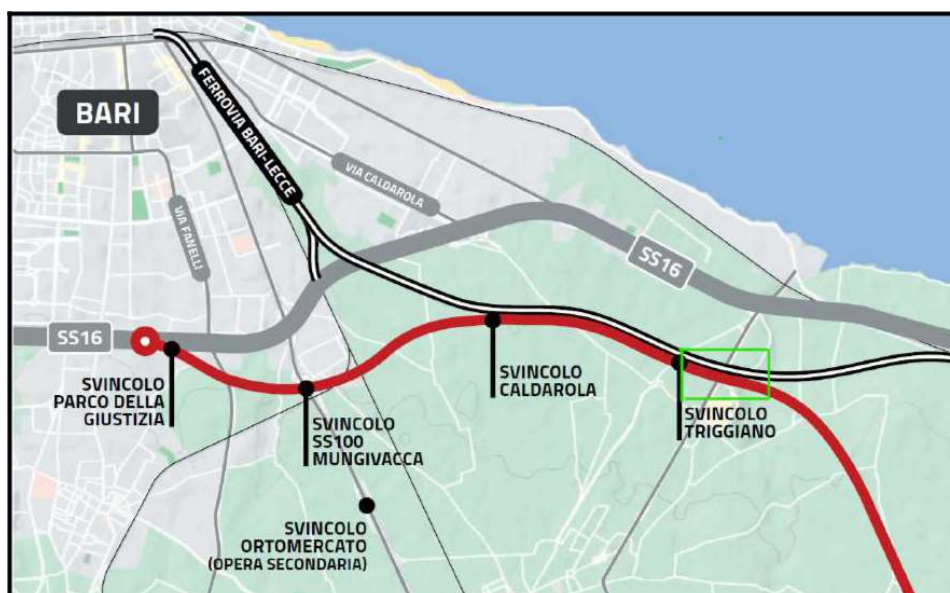 BARI
FERROVIA BARI-LECCE
VIA CALDAROLA
VIA FANELLI
SS16
SS16
SVINCOLO
PARCO DELLA
GIUSTIZIA
SVINCOLO
SS100
MUNGIVACCA
SVINCOLO
CALDAROLA
SVINCOLO
TRIGGIANO
SVINCOLO
ORTOMERCATO
(OPERA SECONDARIA)